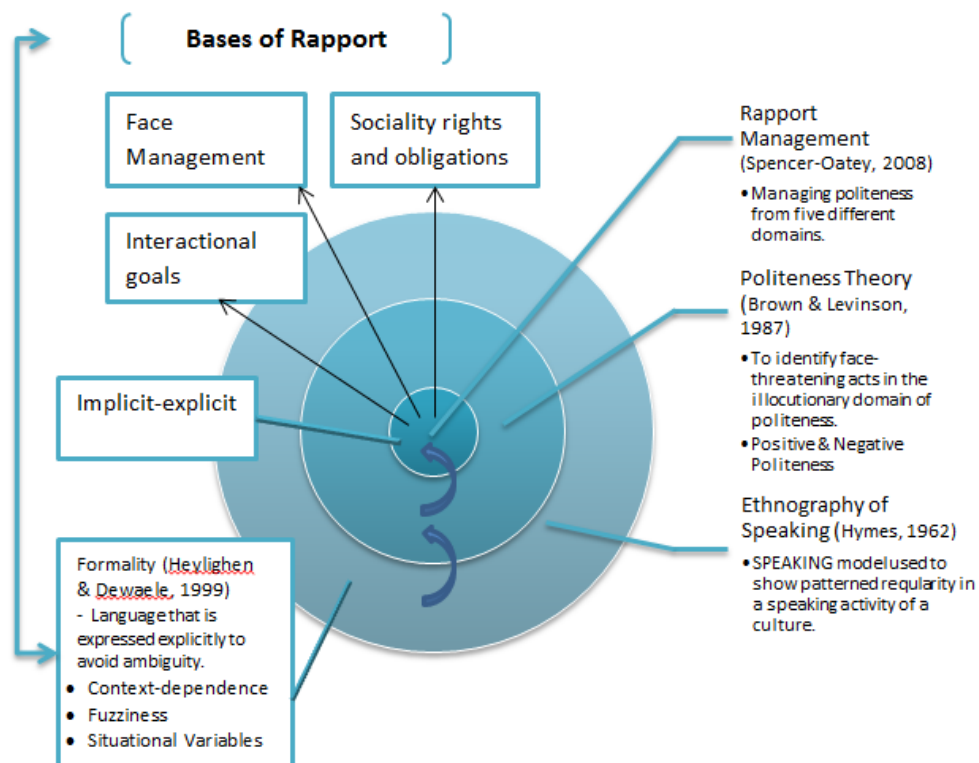 Bases of Rapport
Face
Management
Sociality rights
and obligations
Interactional
goals
Implicit-explicit
Formality (Heylighen
& Dewaele, 1999)
- Language that is
expressed explicitly to
avoid ambiguity.
• Context-dependence
• Fuzziness
• Situational Variables
Rapport
Management
(Spencer-Oatey, 2008)
•Managing politeness
from five different
domains.
Politeness Theory
(Brown & Levinson,
1987)
•To identify face-
threatening acts in the
illocutionary domain of
politeness.
•Positive & Negative
Politeness
Ethnography of
Speaking (Hymes, 1962)
•SPEAKING model used to
show patterned reqularity in
a speaking activity of a
culture.